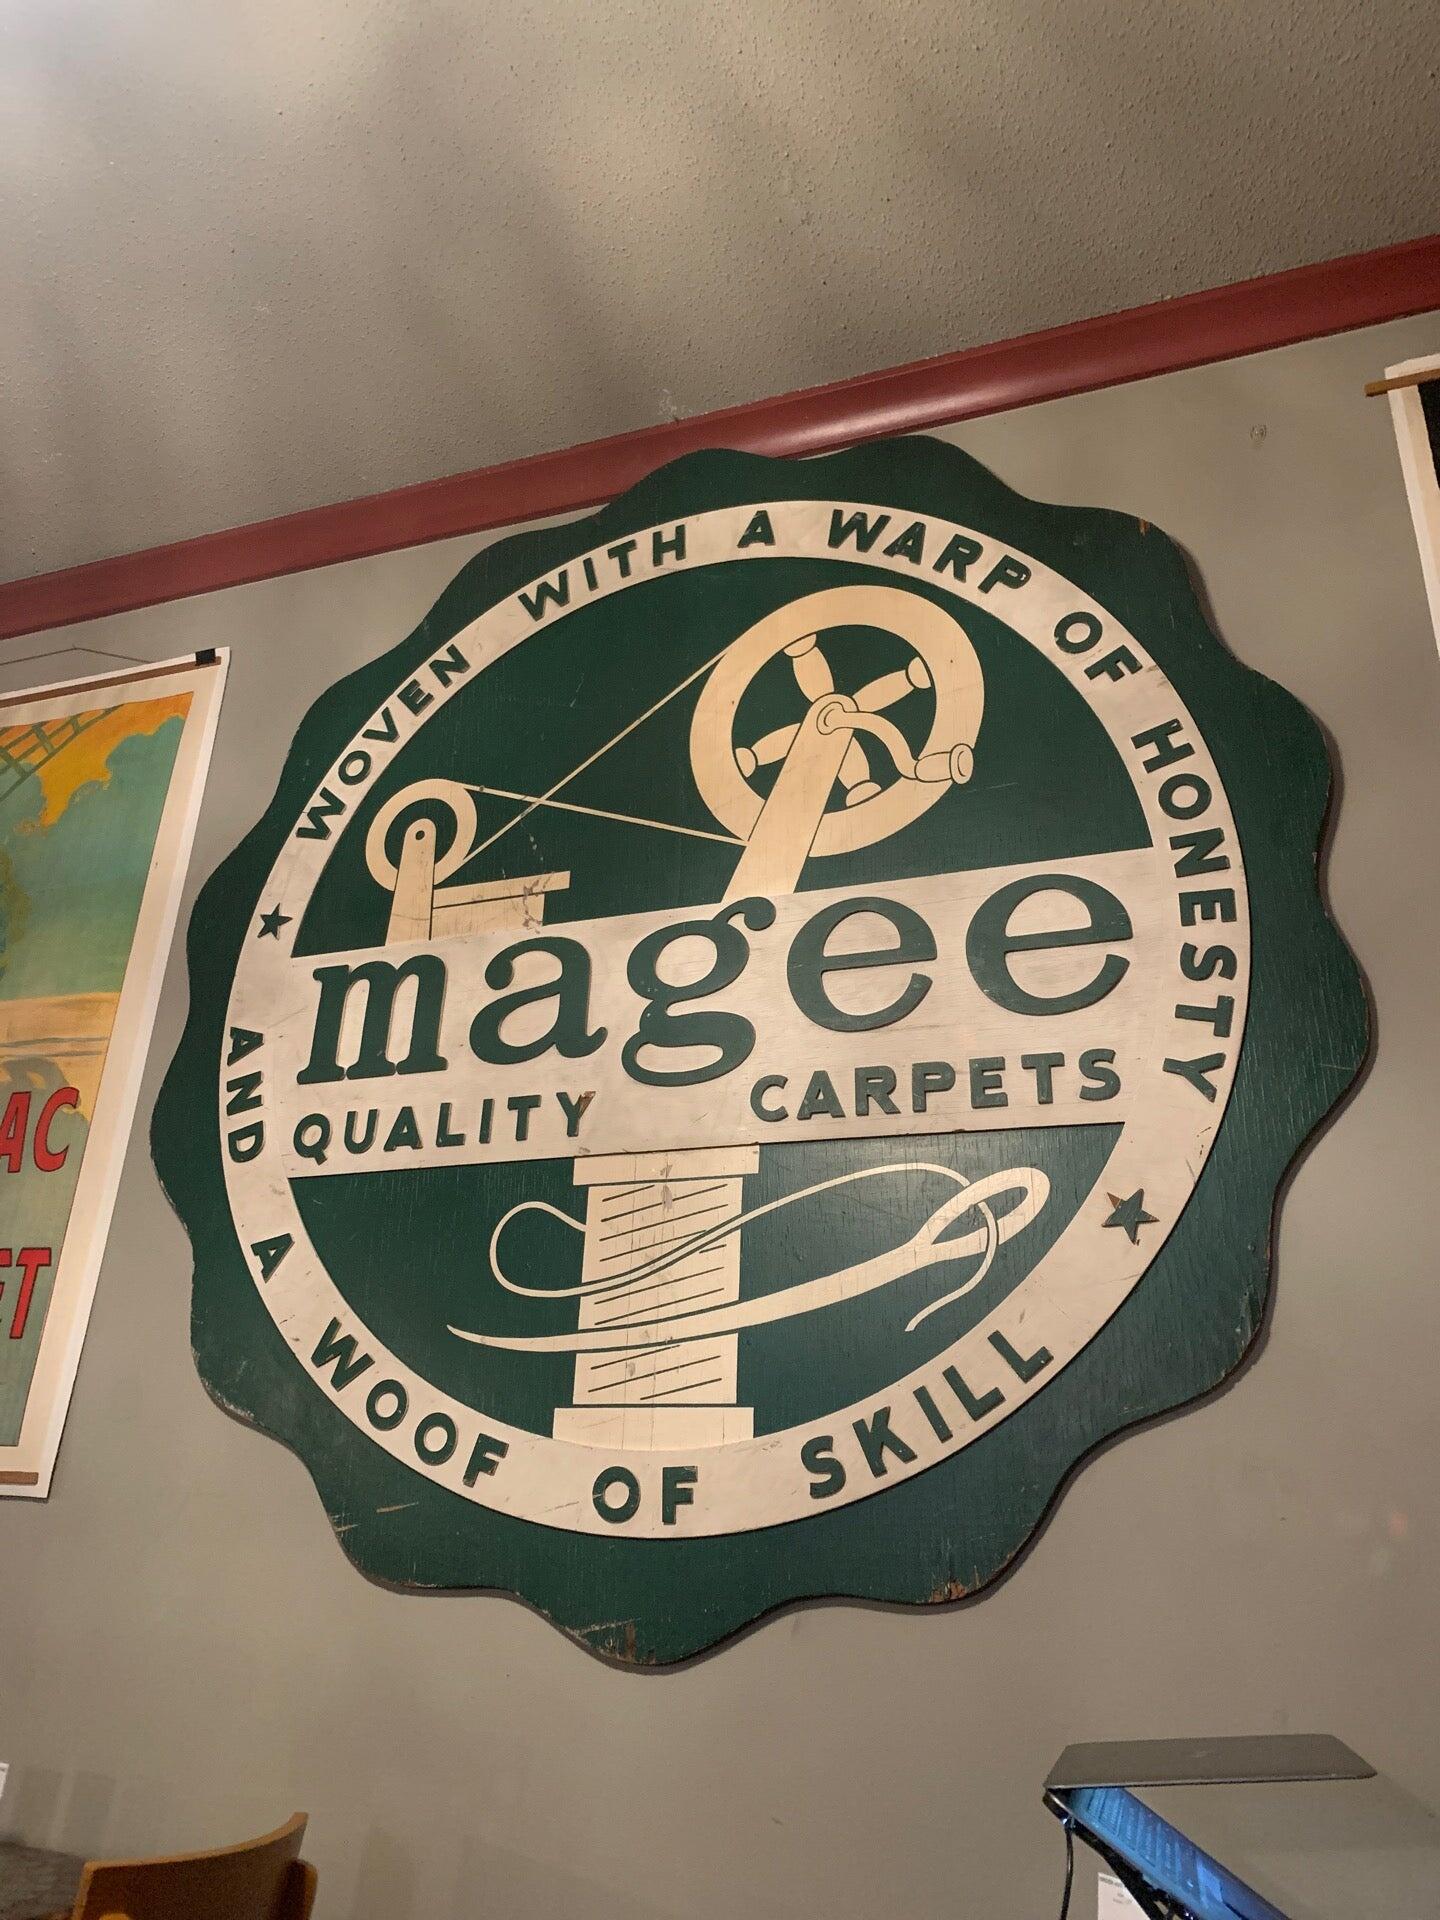 WOVEN WITH A WARP OF HONESTY
magee
QUALITY CARPETS
AND A WOOF OF SKILL
AC
ET